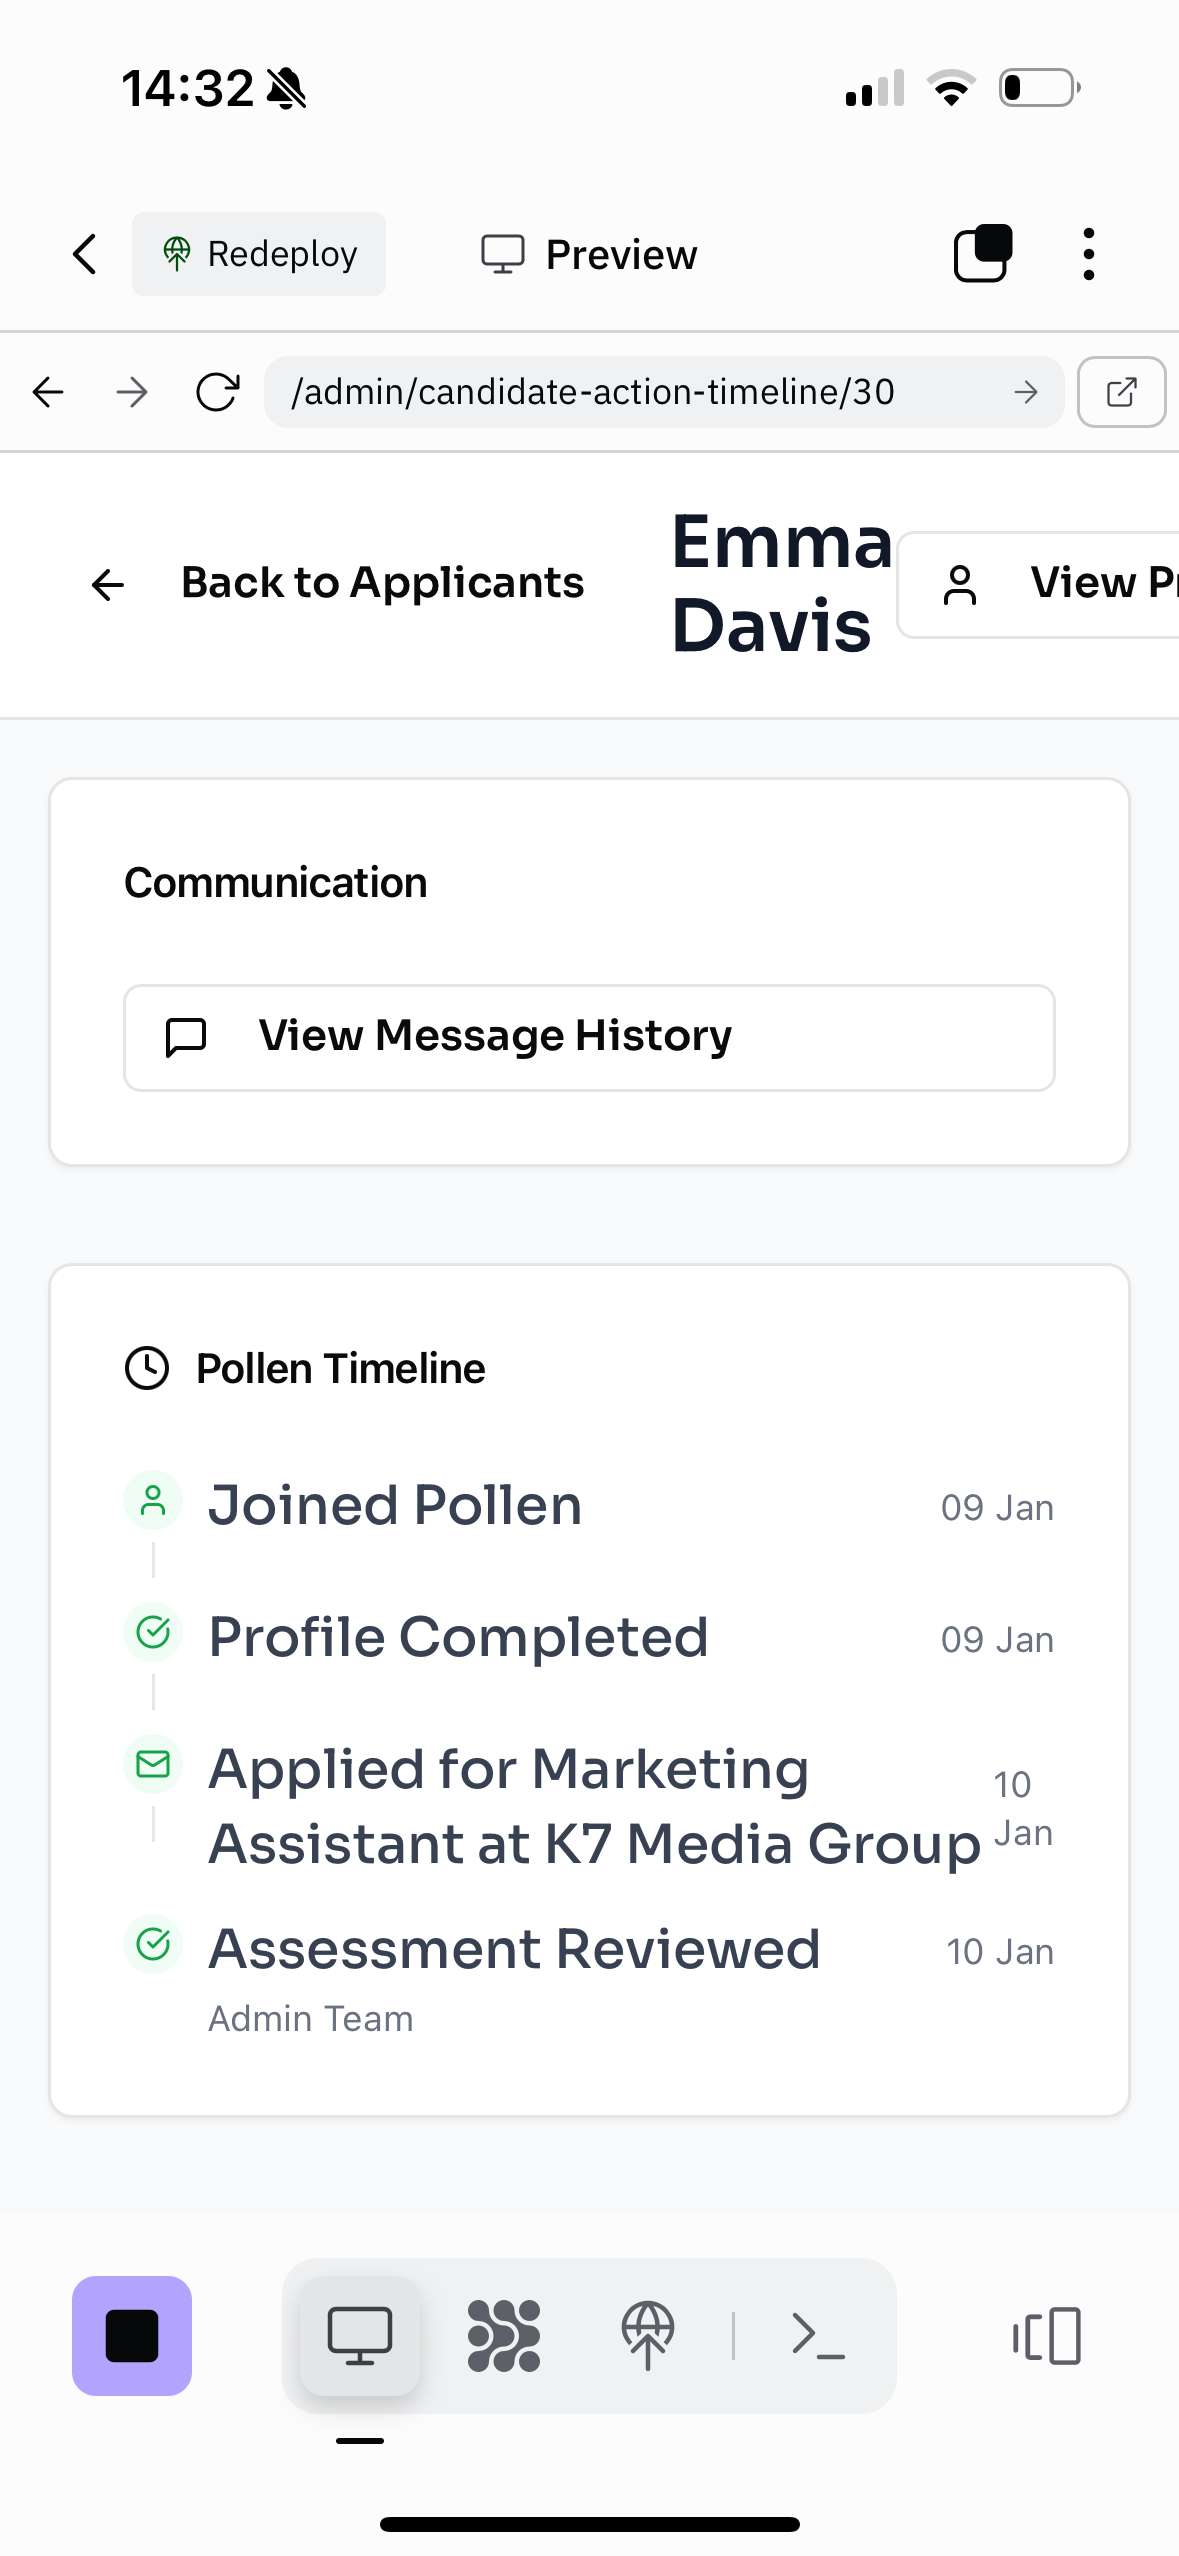 14:32
Redeploy
Preview
/admin/candidate-action-timeline/30
Back to Applicants
Emma
Davis
View Pr
Communication
View Message History
Pollen Timeline
Joined Pollen
09 Jan
Profile Completed
09 Jan
Applied for Marketing
Assistant at K7 Media Group
10
Jan
Assessment Reviewed
10 Jan
Admin Team